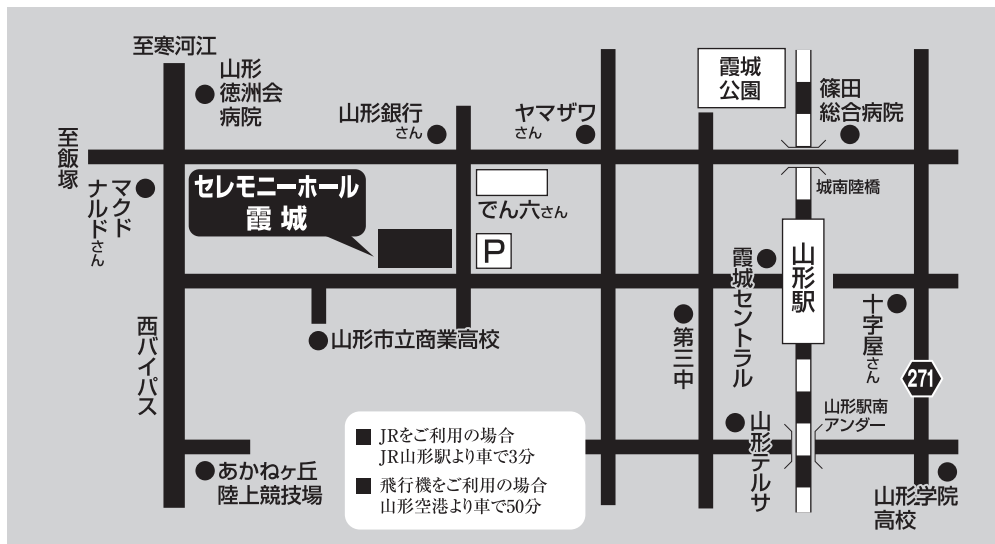 至寒河江
山形
徳洲会
病院
山形銀行
さん
ヤマザワ
さん
霞城
公園
篠田
総合病院
至飯塚
マクド
ナルドさん
セレモニーホール
霞城
でん六さん
P
城南陸橋
山形駅
霞城セントラル
西バイパス
山形市立商業高校
第三中
十字屋さん
271
山形駅南
アンダー
山形テルサ
あかねヶ丘
陸上競技場
■ JRをご利用の場合
JR山形駅より車で3分
■ 飛行機をご利用の場合
山形空港より車で50分
山形学院
高校